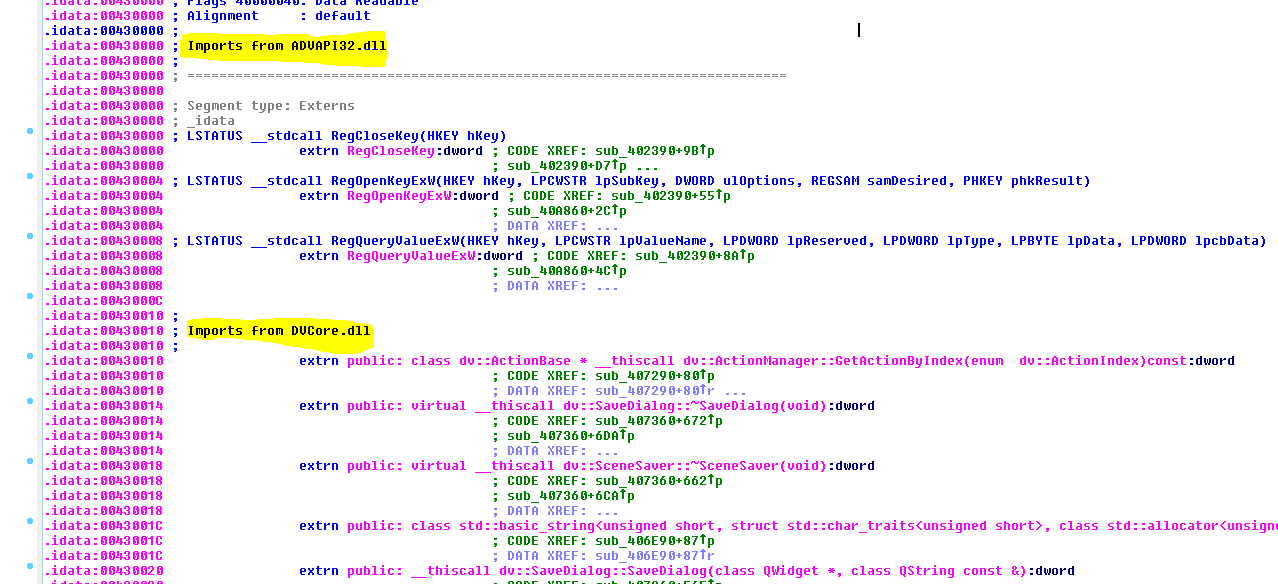 .idata:00430000 ; Flags 40000040: Data Readable
.idata:00430000 ; Alignment     : default
.idata:00430000 ;
.idata:00430000 ; Imports from ADVAPI32.dll
.idata:00430000 ;
.idata:00430000 ; ===========================================================================
.idata:00430000
.idata:00430000 ; Segment type: Externs
.idata:00430000 ; _idata
.idata:00430000 ; LSTATUS __stdcall RegCloseKey(HKEY hKey)
.idata:00430000 extrn RegCloseKey:dword ; CODE XREF: sub_402390+9B↑p
.idata:00430000 ; sub_402390+D7↑p ...
.idata:00430004 ; LSTATUS __stdcall RegOpenKeyExW(HKEY hKey, LPCWSTR lpSubKey, DWORD ulOptions, REGSAM samDesired, PHKEY phkResult)
.idata:00430004 extrn RegOpenKeyExW:dword ; CODE XREF: sub_402390+55↑p
.idata:00430004 ; sub_40A860+2C↑p
.idata:00430004 ; DATA XREF: ...
.idata:00430008 ; LSTATUS __stdcall RegQueryValueExW(HKEY hKey, LPCWSTR lpValueName, LPDWORD lpReserved, LPDWORD lpType, LPBYTE lpData, LPDWORD lpcbData)
.idata:00430008 extrn RegQueryValueExW:dword ; CODE XREF: sub_402390+8A↑p
.idata:00430008 ; sub_40A860+4C↑p
.idata:00430008 ; DATA XREF: ...
.idata:0043000C
.idata:00430010 ;
.idata:00430010 ; Imports from DVCore.dll
.idata:00430010 ;
.idata:00430010 extrn public: class dv::ActionBase * __thiscall dv::ActionManager::GetActionByIndex(enum  dv::ActionIndex)const:dword
.idata:00430010 ; CODE XREF: sub_407290+80↑p
.idata:00430010 ; DATA XREF: sub_407290+80↑r ...
.idata:00430014 extrn public: virtual __thiscall dv::SaveDialog::~SaveDialog(void):dword
.idata:00430014 ; CODE XREF: sub_407360+672↑p
.idata:00430014 ; sub_407360+6DA↑p
.idata:00430014 ; DATA XREF: ...
.idata:00430018 extrn public: virtual __thiscall dv::SceneSaver::~SceneSaver(void):dword
.idata:00430018 ; CODE XREF: sub_407360+662↑p
.idata:00430018 ; sub_407360+6CA↑p
.idata:00430018 ; DATA XREF: ...
.idata:0043001C extrn public: class std::basic_string<unsigned short, struct std::char_traits<unsigned short>, class std::allocator<unsigne
.idata:0043001C ; CODE XREF: sub_406E90+87↑p
.idata:0043001C ; DATA XREF: sub_406E90+87↑r
.idata:00430020 extrn public: __thiscall dv::SaveDialog::SaveDialog(class QWidget *, class QString const &):dword